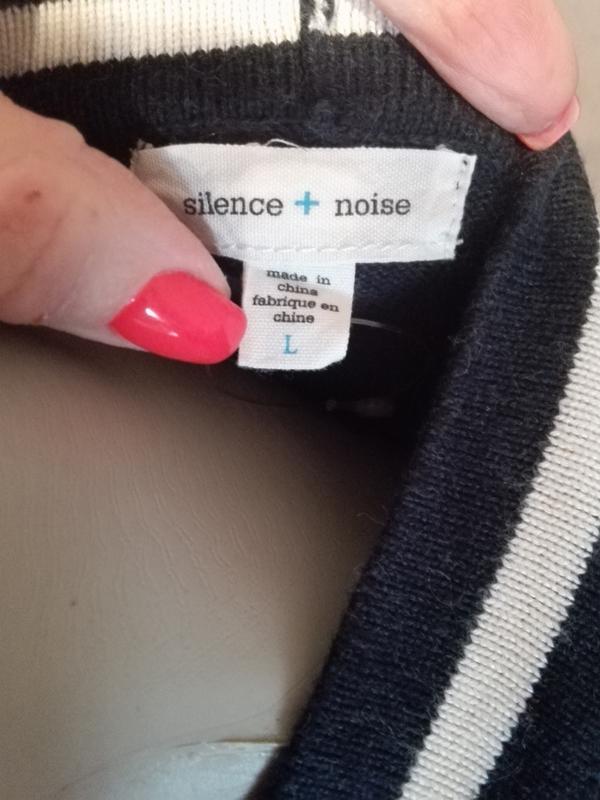 silence + noise
made in
china
fabrique en
chine
L